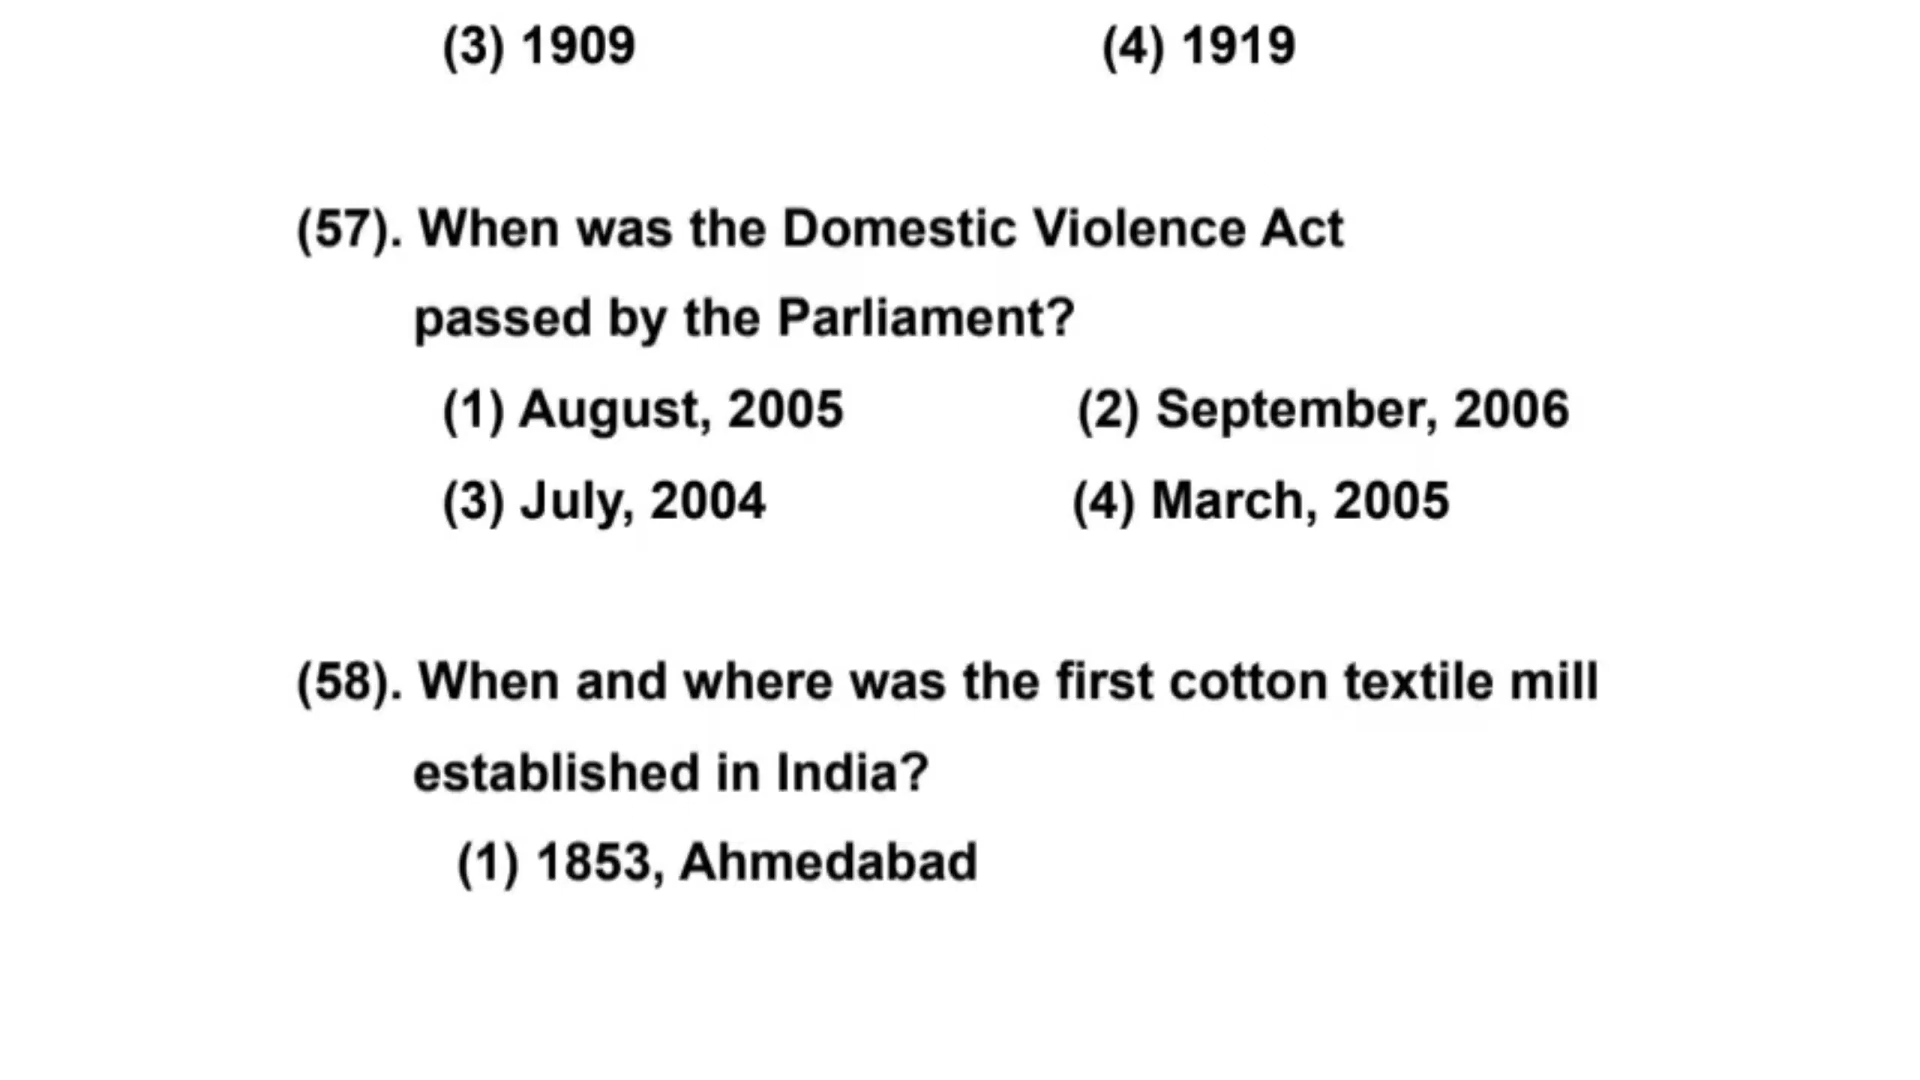 (3) 1909 (4) 1919
(57). When was the Domestic Violence Act
passed by the Parliament?
(1) August, 2005 (2) September, 2006
(3) July, 2004 (4) March, 2005
(58). When and where was the first cotton textile mill
established in India?
(1) 1853, Ahmedabad